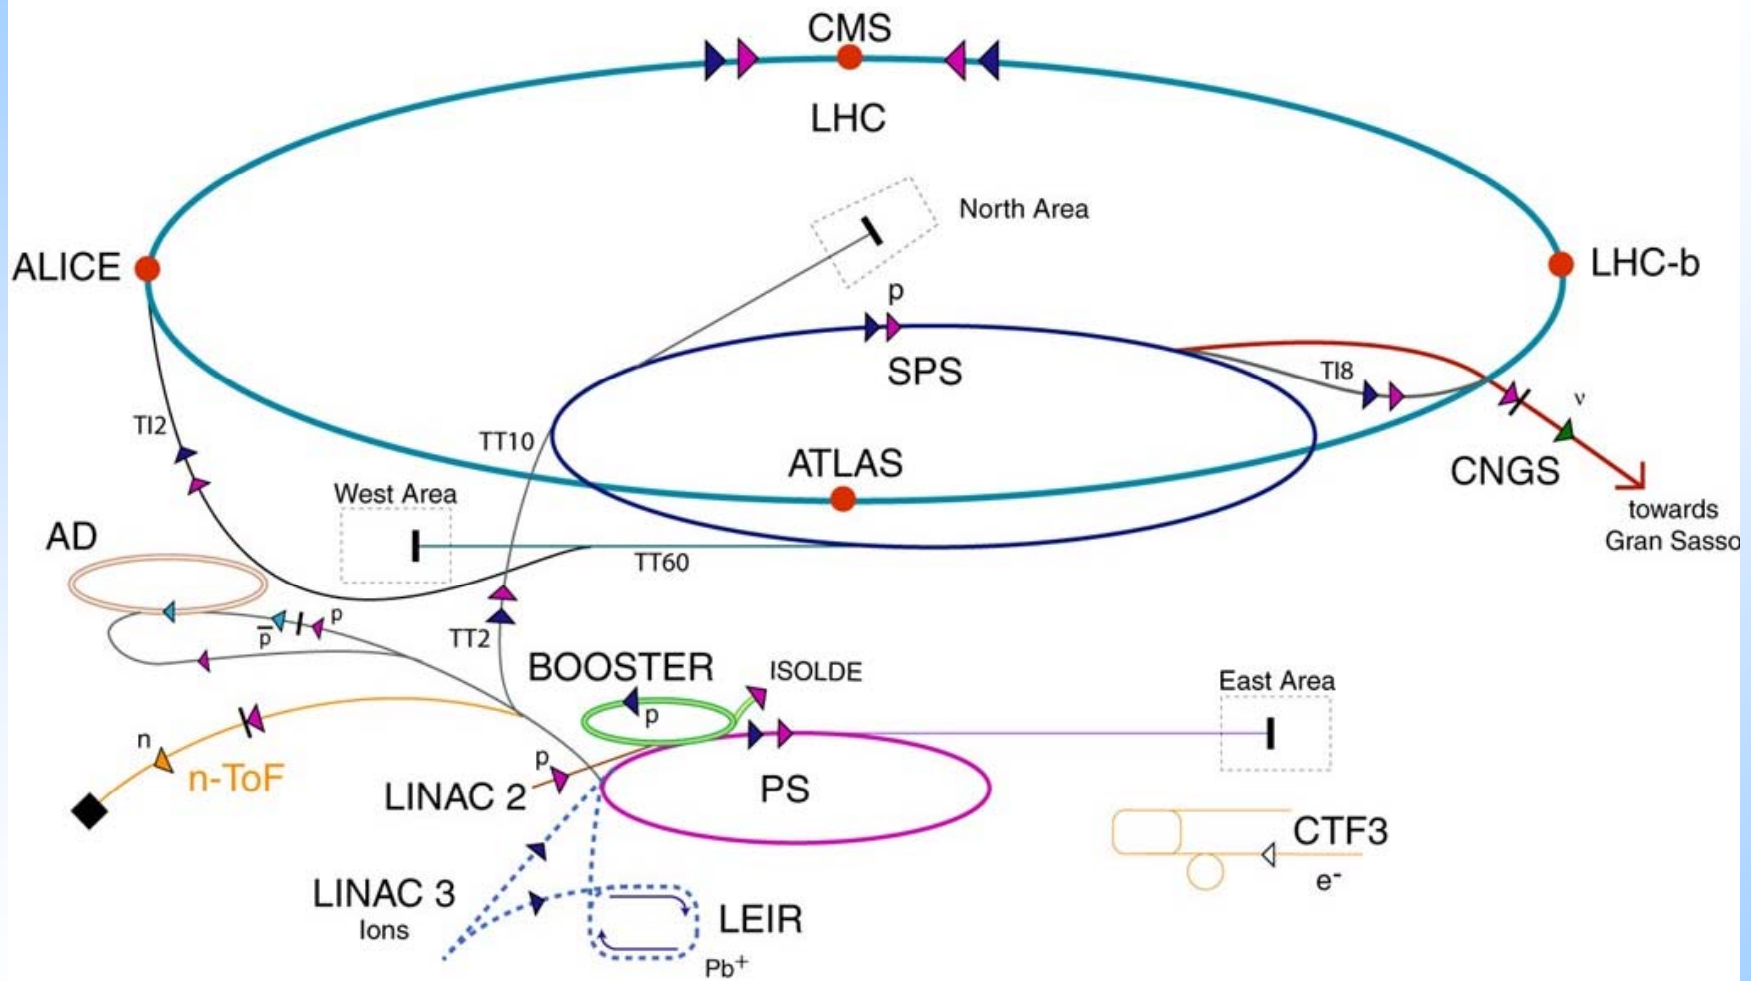 CMS
LHC
North Area
ALICE
LHC-b
p
SPS
TI8
ν
TI2
TT10
ATLAS
CNGS
West Area
towards
Gran Sasso
AD
TT60
p
p̅
TT2
BOOSTER
ISOLDE
East Area
p
n
n-ToF
p
LINAC 2
PS
CTF3
e⁻
LINAC 3
Ions
LEIR
Pb⁺